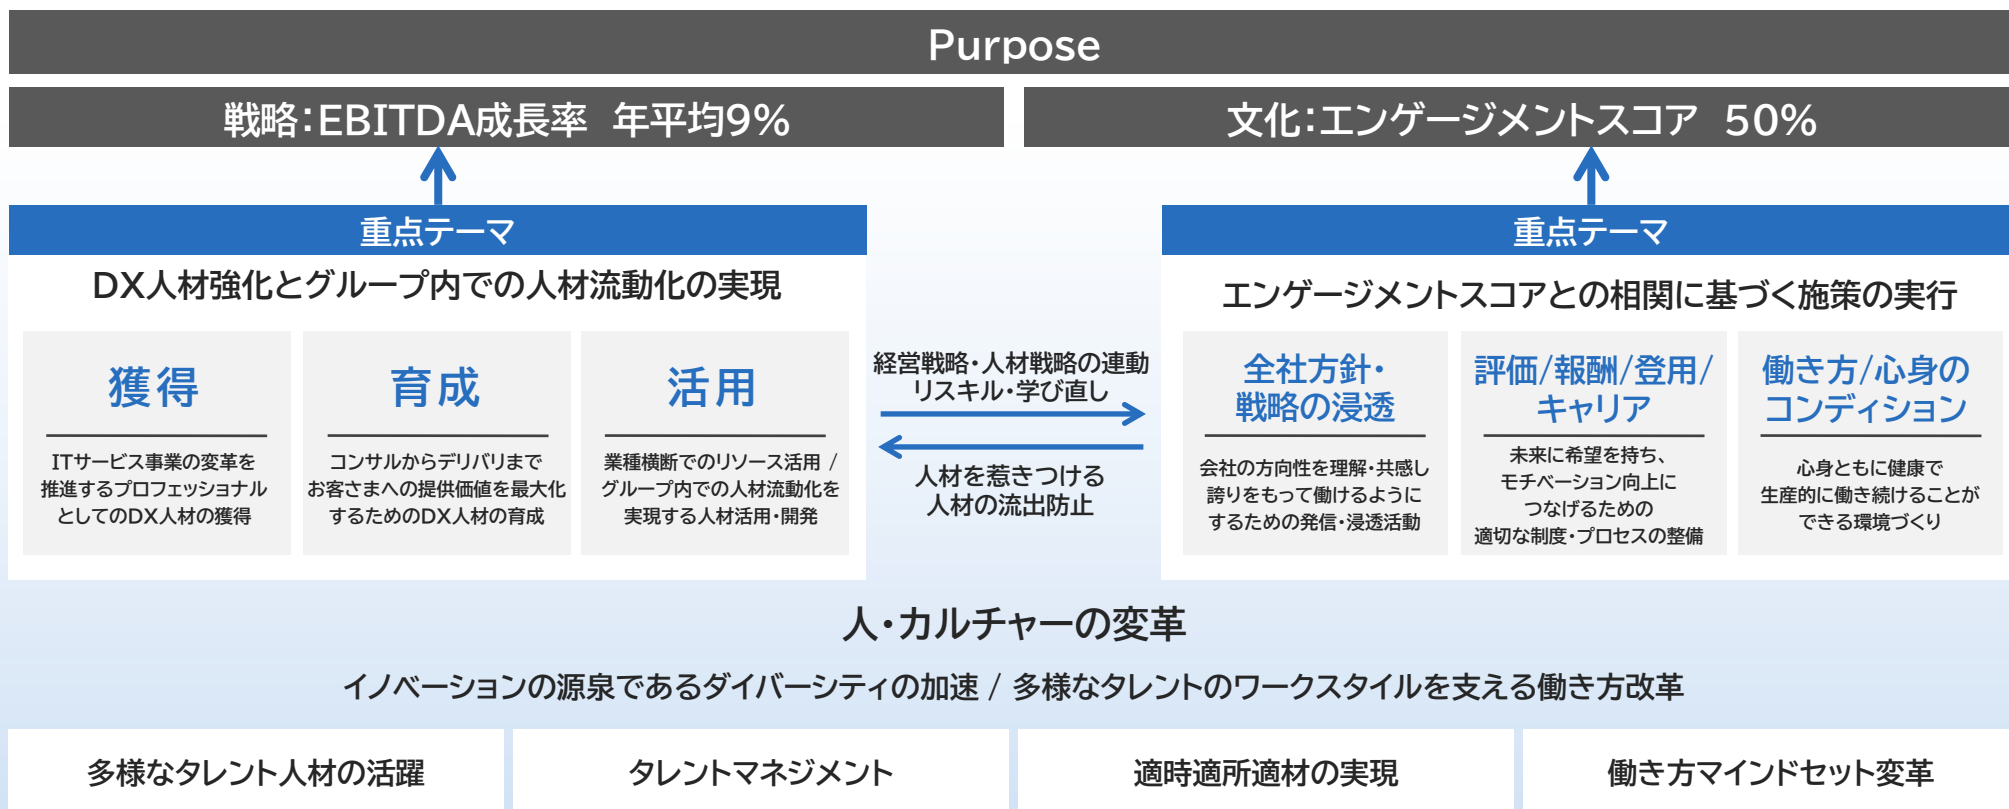 Purpose
戦略：EBITDA成長率 年平均9%
文化：エンゲージメントスコア 50%
重点テーマ
DX人材強化とグループ内での人材流動化の実現
獲得
ITサービス事業の変革を
推進するプロフェッショナル
としてのDX人材の獲得
育成
コンサルからデリバリまで
お客さまへの提供価値を最大化
するためのDX人材の育成
活用
業種横断でのリソース活用 /
グループ内での人材流動化を
実現する人材活用・開発
経営戦略・人材戦略の連動
リスキル・学び直し
人材を惹きつける
人材の流出防止
重点テーマ
エンゲージメントスコアとの相関に基づく施策の実行
全社方針・
戦略の浸透
会社の方向性を理解・共感し
誇りをもって働けるように
するための発信・浸透活動
評価/報酬/登用/
キャリア
未来に希望を持ち、
モチベーション向上に
つなげるための
適切な制度・プロセスの整備
働き方/心身の
コンディション
心身ともに健康で
生産的に働き続けることが
できる環境づくり
人・カルチャーの変革
イノベーションの源泉であるダイバーシティの加速 / 多様なタレントのワークスタイルを支える働き方改革
多様なタレント人材の活躍
タレントマネジメント
適時適所適材の実現
働き方マインドセット変革